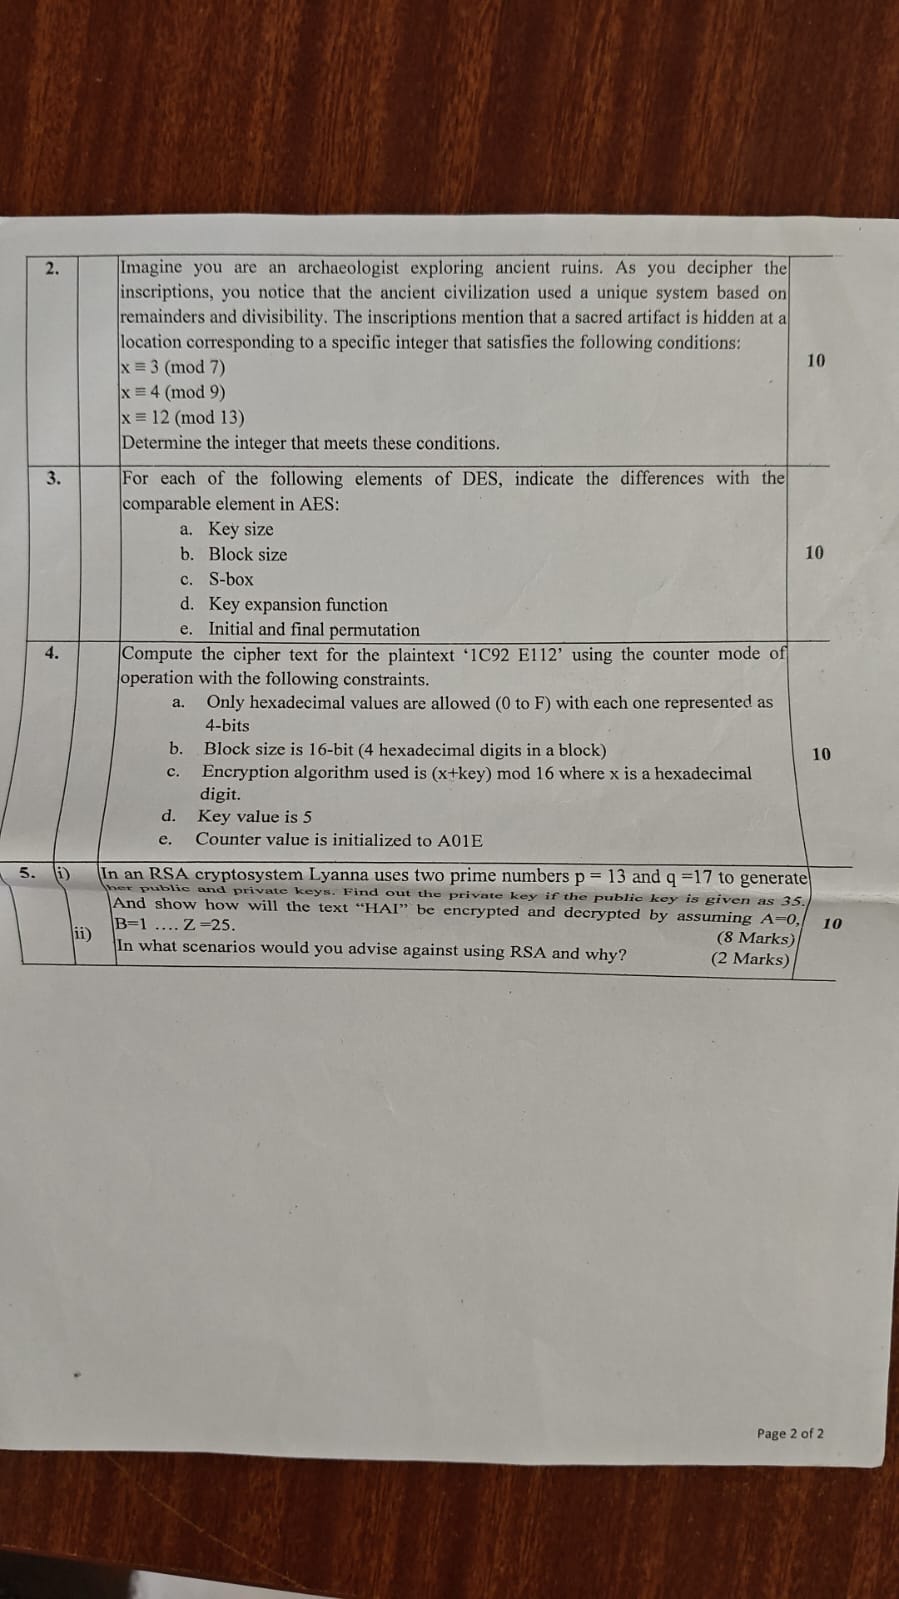 2. Imagine you are an archaeologist exploring ancient ruins. As you decipher the
inscriptions, you notice that the ancient civilization used a unique system based on
remainders and divisibility. The inscriptions mention that a sacred artifact is hidden at a
location corresponding to a specific integer that satisfies the following conditions:
x ≡ 3 (mod 7) 10
x ≡ 4 (mod 9)
x ≡ 12 (mod 13)
Determine the integer that meets these conditions.
3. For each of the following elements of DES, indicate the differences with the
comparable element in AES:
a. Key size
b. Block size 10
c. S-box
d. Key expansion function
e. Initial and final permutation
4. Compute the cipher text for the plaintext ‘1C92 E112’ using the counter mode of
operation with the following constraints.
a. Only hexadecimal values are allowed (0 to F) with each one represented as
4-bits
b. Block size is 16-bit (4 hexadecimal digits in a block) 10
c. Encryption algorithm used is (x+key) mod 16 where x is a hexadecimal
digit.
d. Key value is 5
e. Counter value is initialized to A01E
5. i) In an RSA cryptosystem Lyanna uses two prime numbers p = 13 and q =17 to generate
her public and private keys. Find out the private key if the public key is given as 35.
And show how will the text “HAI” be encrypted and decrypted by assuming A=0,
B=1 .... Z =25. (8 Marks) 10
ii) In what scenarios would you advise against using RSA and why? (2 Marks)
Page 2 of 2